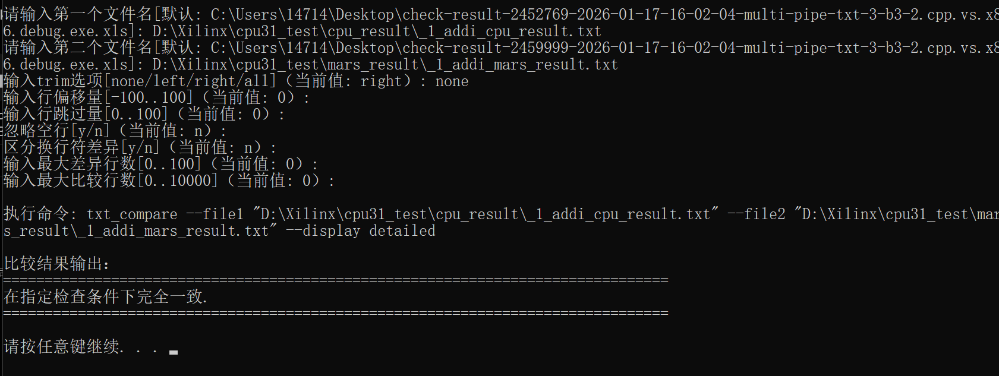 请输入第一个文件名[默认: C:\Users\14714\Desktop\check-result-2452769-2026-01-17-16-02-04-multi-pipe-txt-3-b3-2.cpp.vs.x8
6.debug.exe.xls]: D:\Xilinx\cpu31_test\cpu_result\_1_addi_cpu_result.txt
请输入第二个文件名[默认: C:\Users\14714\Desktop\check-result-2459999-2026-01-17-16-02-04-multi-pipe-txt-3-b3-2.cpp.vs.x8
6.debug.exe.xls]: D:\Xilinx\cpu31_test\mars_result\_1_addi_mars_result.txt
输入trim选项[none/left/right/all]（当前值: right）: none
输入行偏移量[-100..100]（当前值: 0）:
输入行跳过量[0..100]（当前值: 0）:
忽略空行[y/n]（当前值: n）:
区分换行符差异[y/n]（当前值: n）:
输入最大差异行数[0..100]（当前值: 0）:
输入最大比较行数[0..10000]（当前值: 0）:
执行命令: txt_compare --file1 "D:\Xilinx\cpu31_test\cpu_result\_1_addi_cpu_result.txt" --file2 "D:\Xilinx\cpu31_test\mar
s_result\_1_addi_mars_result.txt" --display detailed
比较结果输出:
================================================================================
在指定检查条件下完全一致.
================================================================================
请按任意键继续. . .